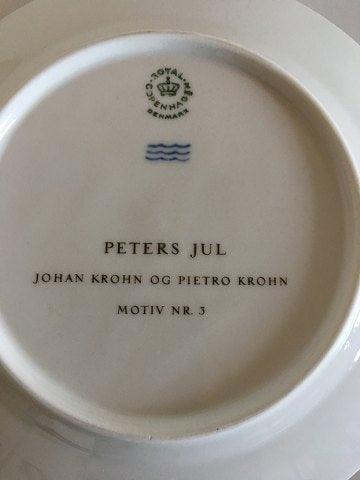 ROYAL
COPENHAGEN
DENMARK
PETERS JUL
JOHAN KROHN OG PIETRO KROHN
MOTIV NR. 3